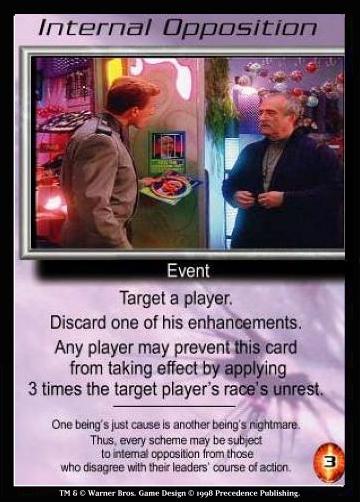 Internal Opposition
Event
Target a player.
Discard one of his enhancements.
Any player may prevent this card
from taking effect by applying
3 times the target player's race's unrest.
One being's just cause is another being's nightmare.
Thus, every scheme may be subject
to internal opposition from those
who disagree with their leaders' course of action.
3
TM & © Warner Bros. Game Design © 1998 Precedence Publishing.